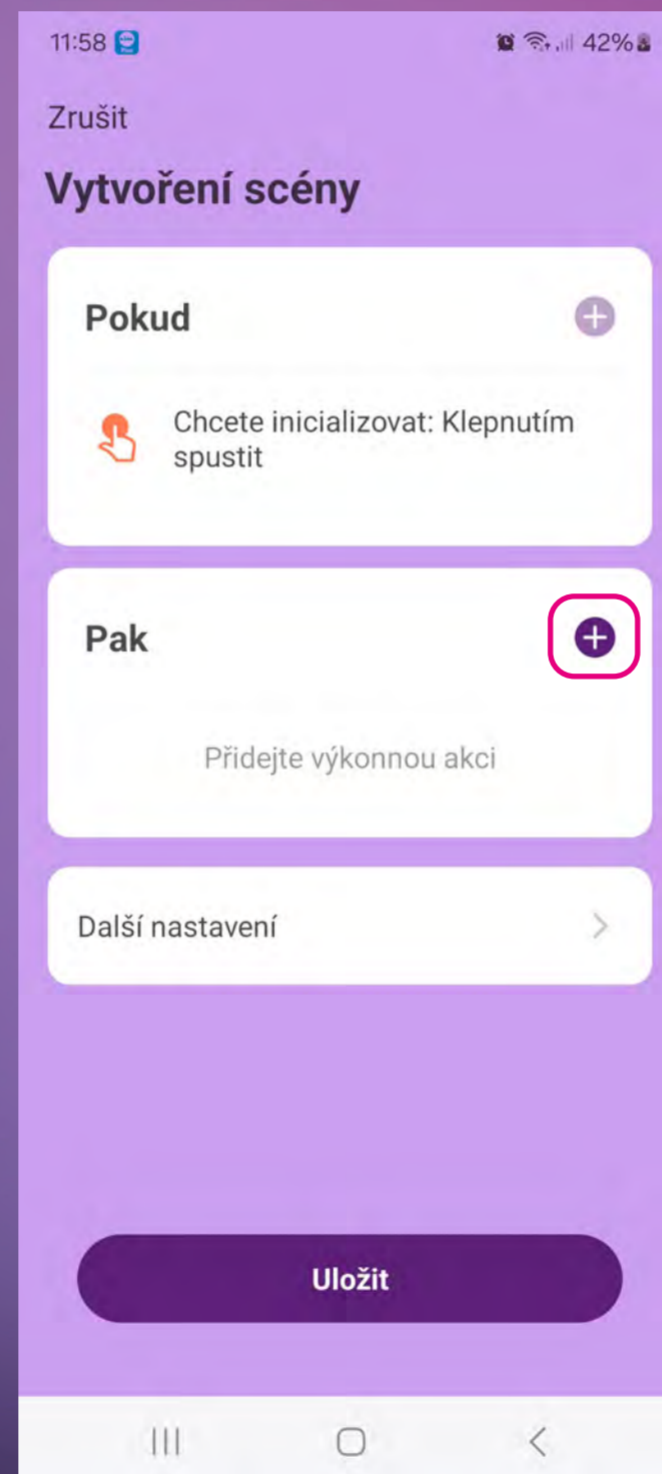 11:58 42%
Zrušit
Vytvoření scény
Pokud
Chcete inicializovat: Klepnutím
spustit
Pak
Přidejte výkonnou akci
Další nastavení
Uložit